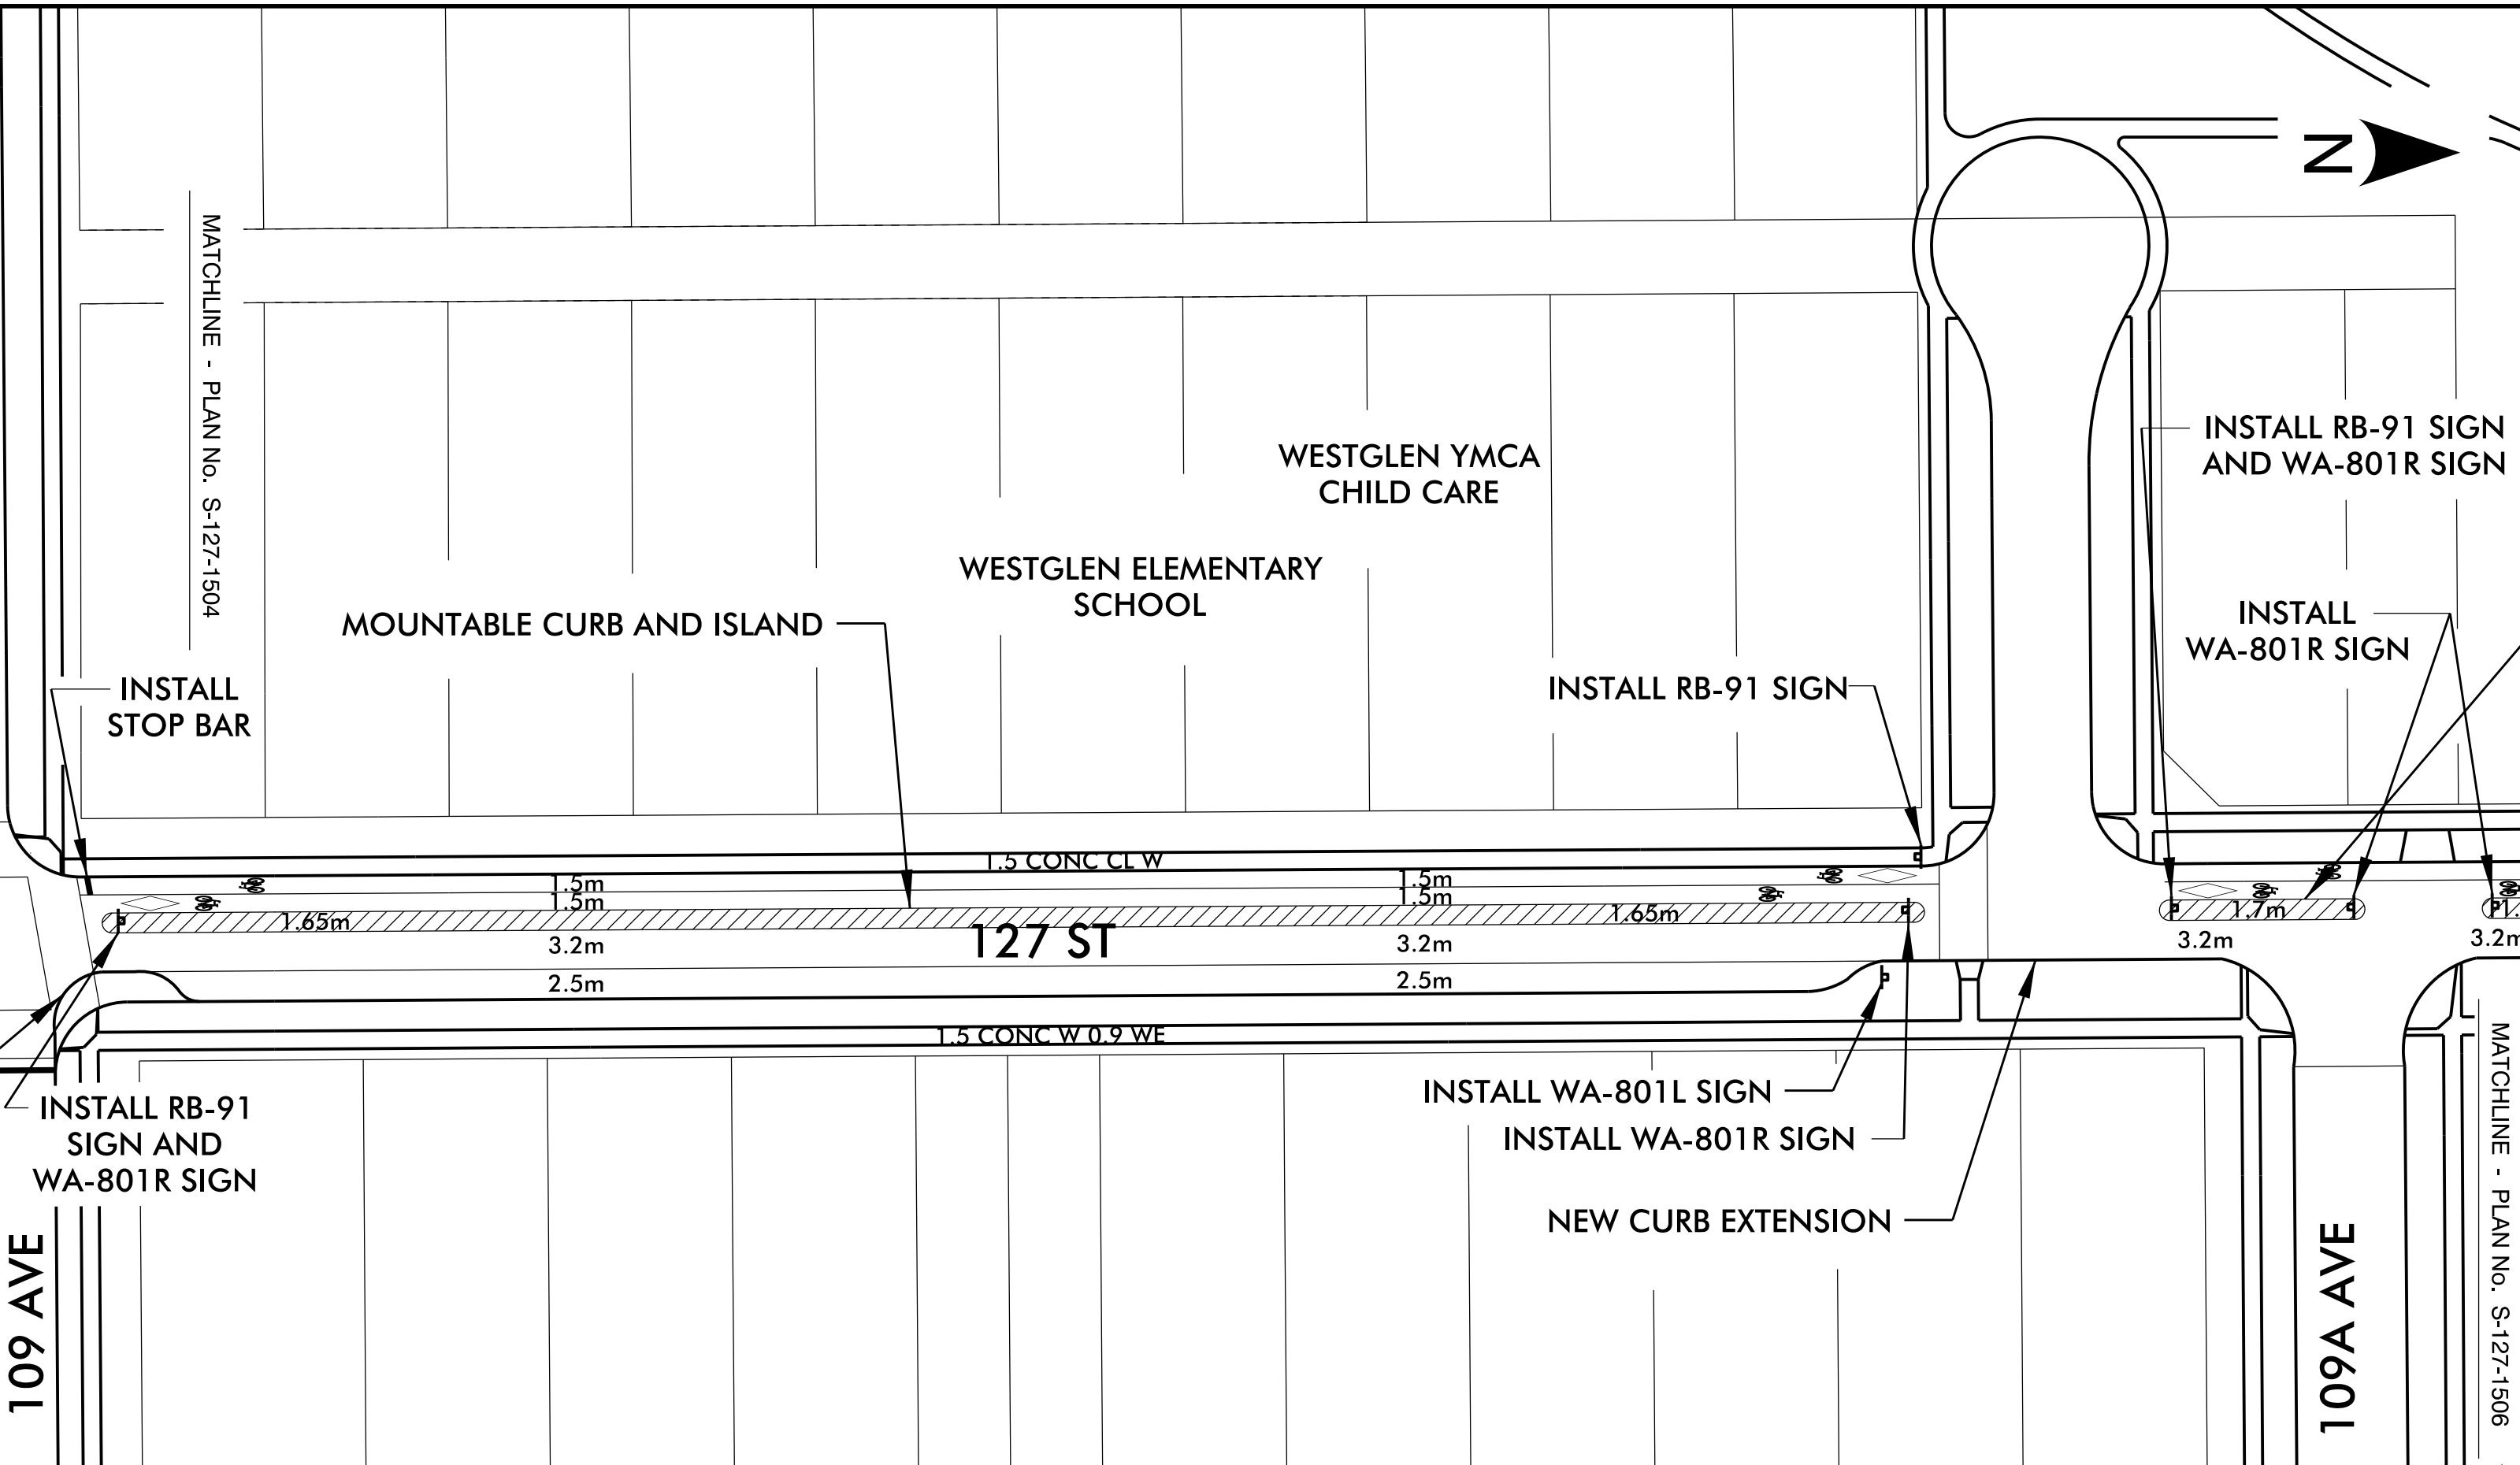 N
MATCHLINE - PLAN No. S-127-1504
WESTGLEN YMCA
CHILD CARE
INSTALL RB-91 SIGN
AND WA-801R SIGN
WESTGLEN ELEMENTARY
SCHOOL
MOUNTABLE CURB AND ISLAND
INSTALL
WA-801R SIGN
INSTALL
STOP BAR
INSTALL RB-91 SIGN
1.5 CONC CL W
1.5m
1.5m
1.5m
1.5m
1.65m
1.65m
1.7m
1.
127 ST
3.2m
3.2m
3.2m
3.2m
2.5m
2.5m
1.5 CONC W 0.9 WE
INSTALL RB-91
SIGN AND
WA-801R SIGN
INSTALL WA-801L SIGN
INSTALL WA-801R SIGN
NEW CURB EXTENSION
109 AVE
109A AVE
MATCHLINE - PLAN No. S-127-1506